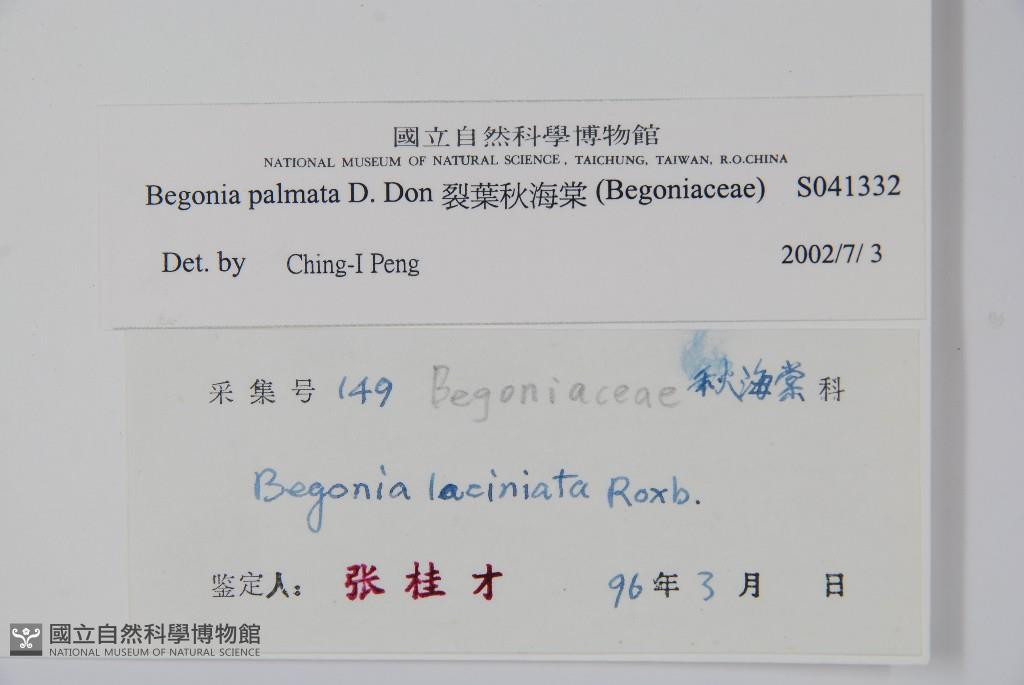 國立自然科學博物館
NATIONAL MUSEUM OF NATURAL SCIENCE, TAICHUNG, TAIWAN, R.O.CHINA
Begonia palmata D. Don 裂葉秋海棠 (Begoniaceae) S041332
Det. by Ching-I Peng 2002/7/ 3
采集号 149 Begoniaceae 秋海棠科
Begonia laciniata Roxb.
鉴定人: 张桂才 96年3月 日
國立自然科學博物館
NATIONAL MUSEUM OF NATURAL SCIENCE